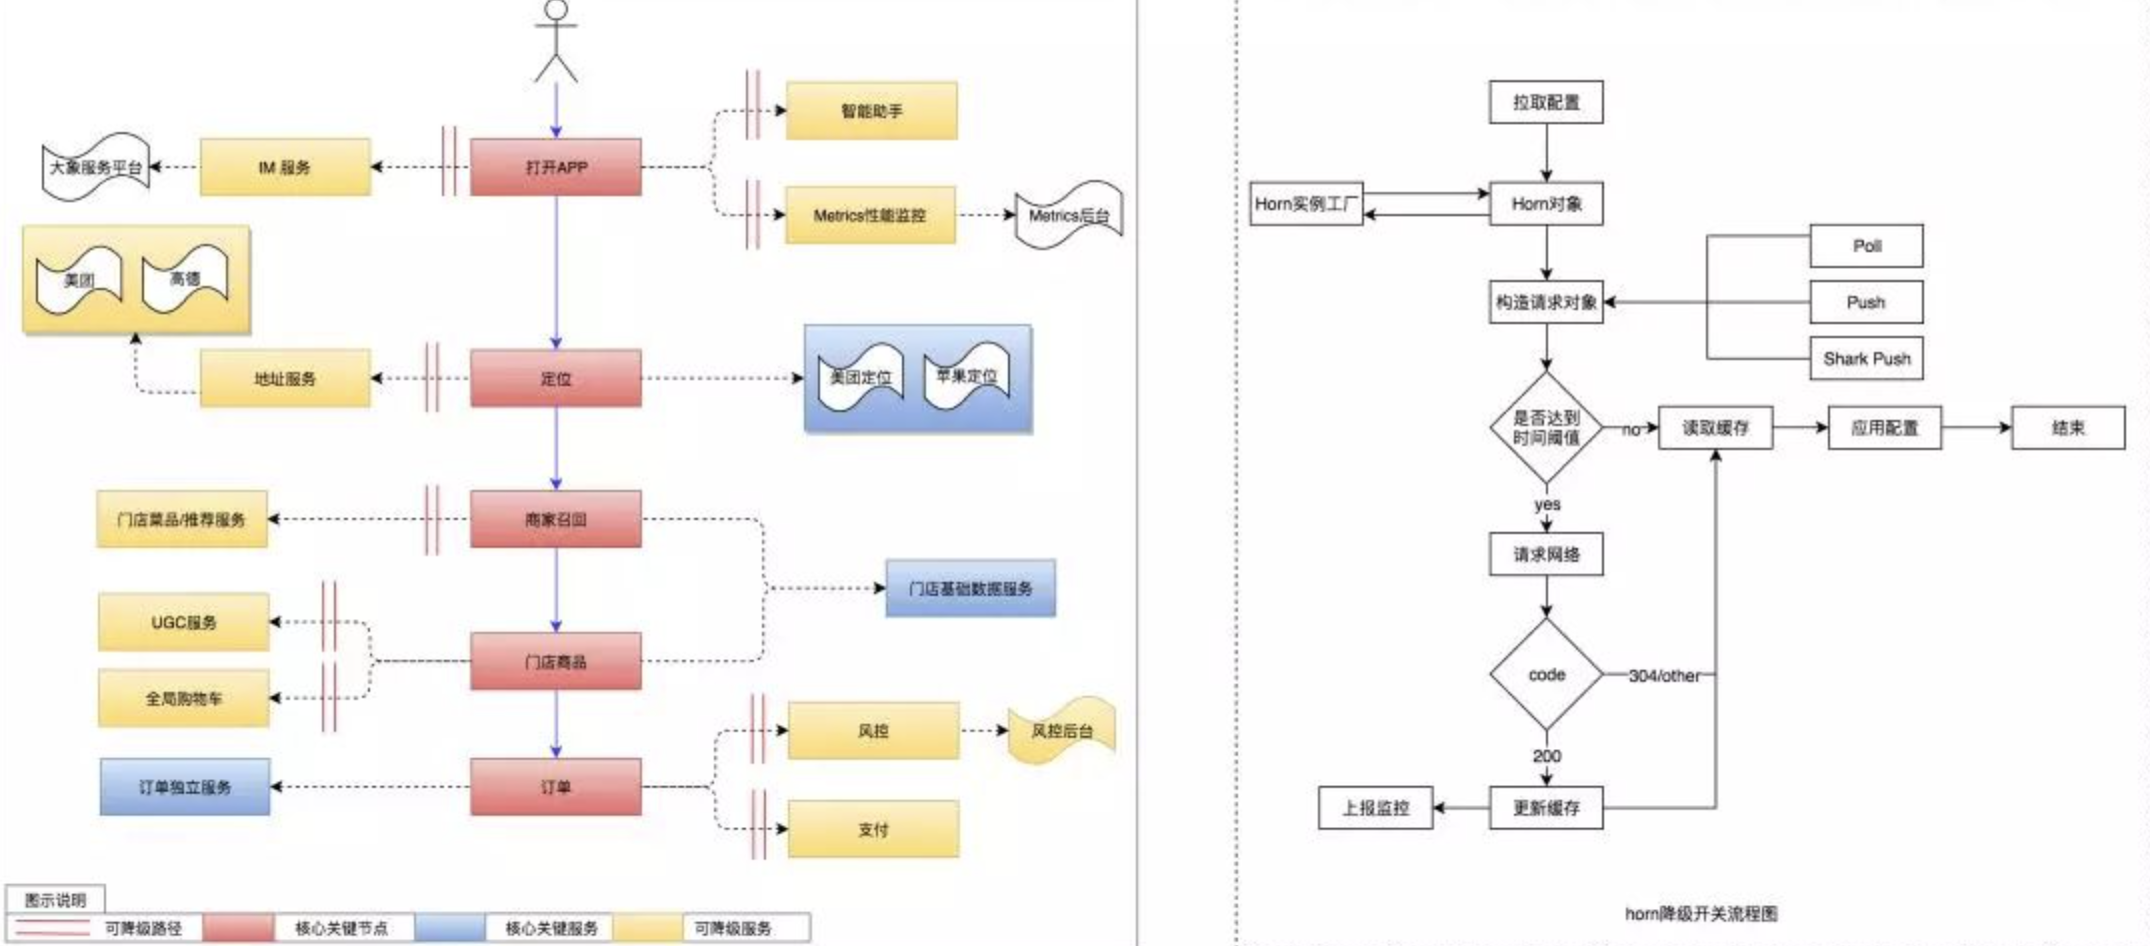 智能助手
大象服务平台
IM 服务
打开APP
Metrics性能监控
Metrics后台
美团
高德
地址服务
定位
美团定位
苹果定位
门店菜品/推荐服务
商家召回
门店基础数据服务
UGC服务
门店商品
全局购物车
风控
风控后台
订单独立服务
订单
支付
图示说明
可降级路径
核心关键节点
核心关键服务
可降级服务
拉取配置
Horn实例工厂
Horn对象
Poll
构造请求对象
Push
Shark Push
是否达到
时间阈值
no
读取缓存
应用配置
结束
yes
请求网络
code
304/other
200
上报监控
更新缓存
horn降级开关流程图